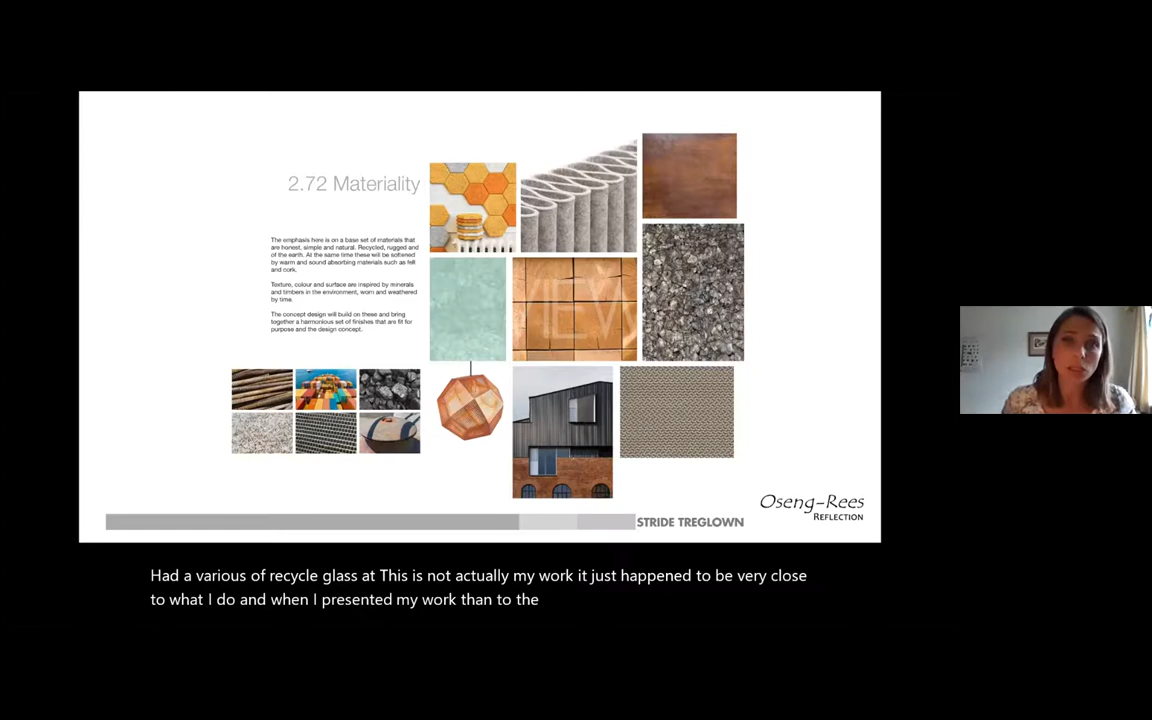 2.72 Materiality
The emphasis here is on a base set of materials that
are honest, simple and natural. Recycled, rugged and
of the earth. At the same time these will be softened
by warm and sound absorbing materials such as felt
and cork.
Texture, colour and surface are inspired by minerals
and timbers in the environment, worn and weathered
by time.
The concept design will build on these and bring
together a harmonious set of finishes that are fit for
purpose and the design concept.
VIEW
STRIDE TREGLOWN
Oseng-Rees
REFLECTION
Had a various of recycle glass at This is not actually my work it just happened to be very close
to what I do and when I presented my work than to the